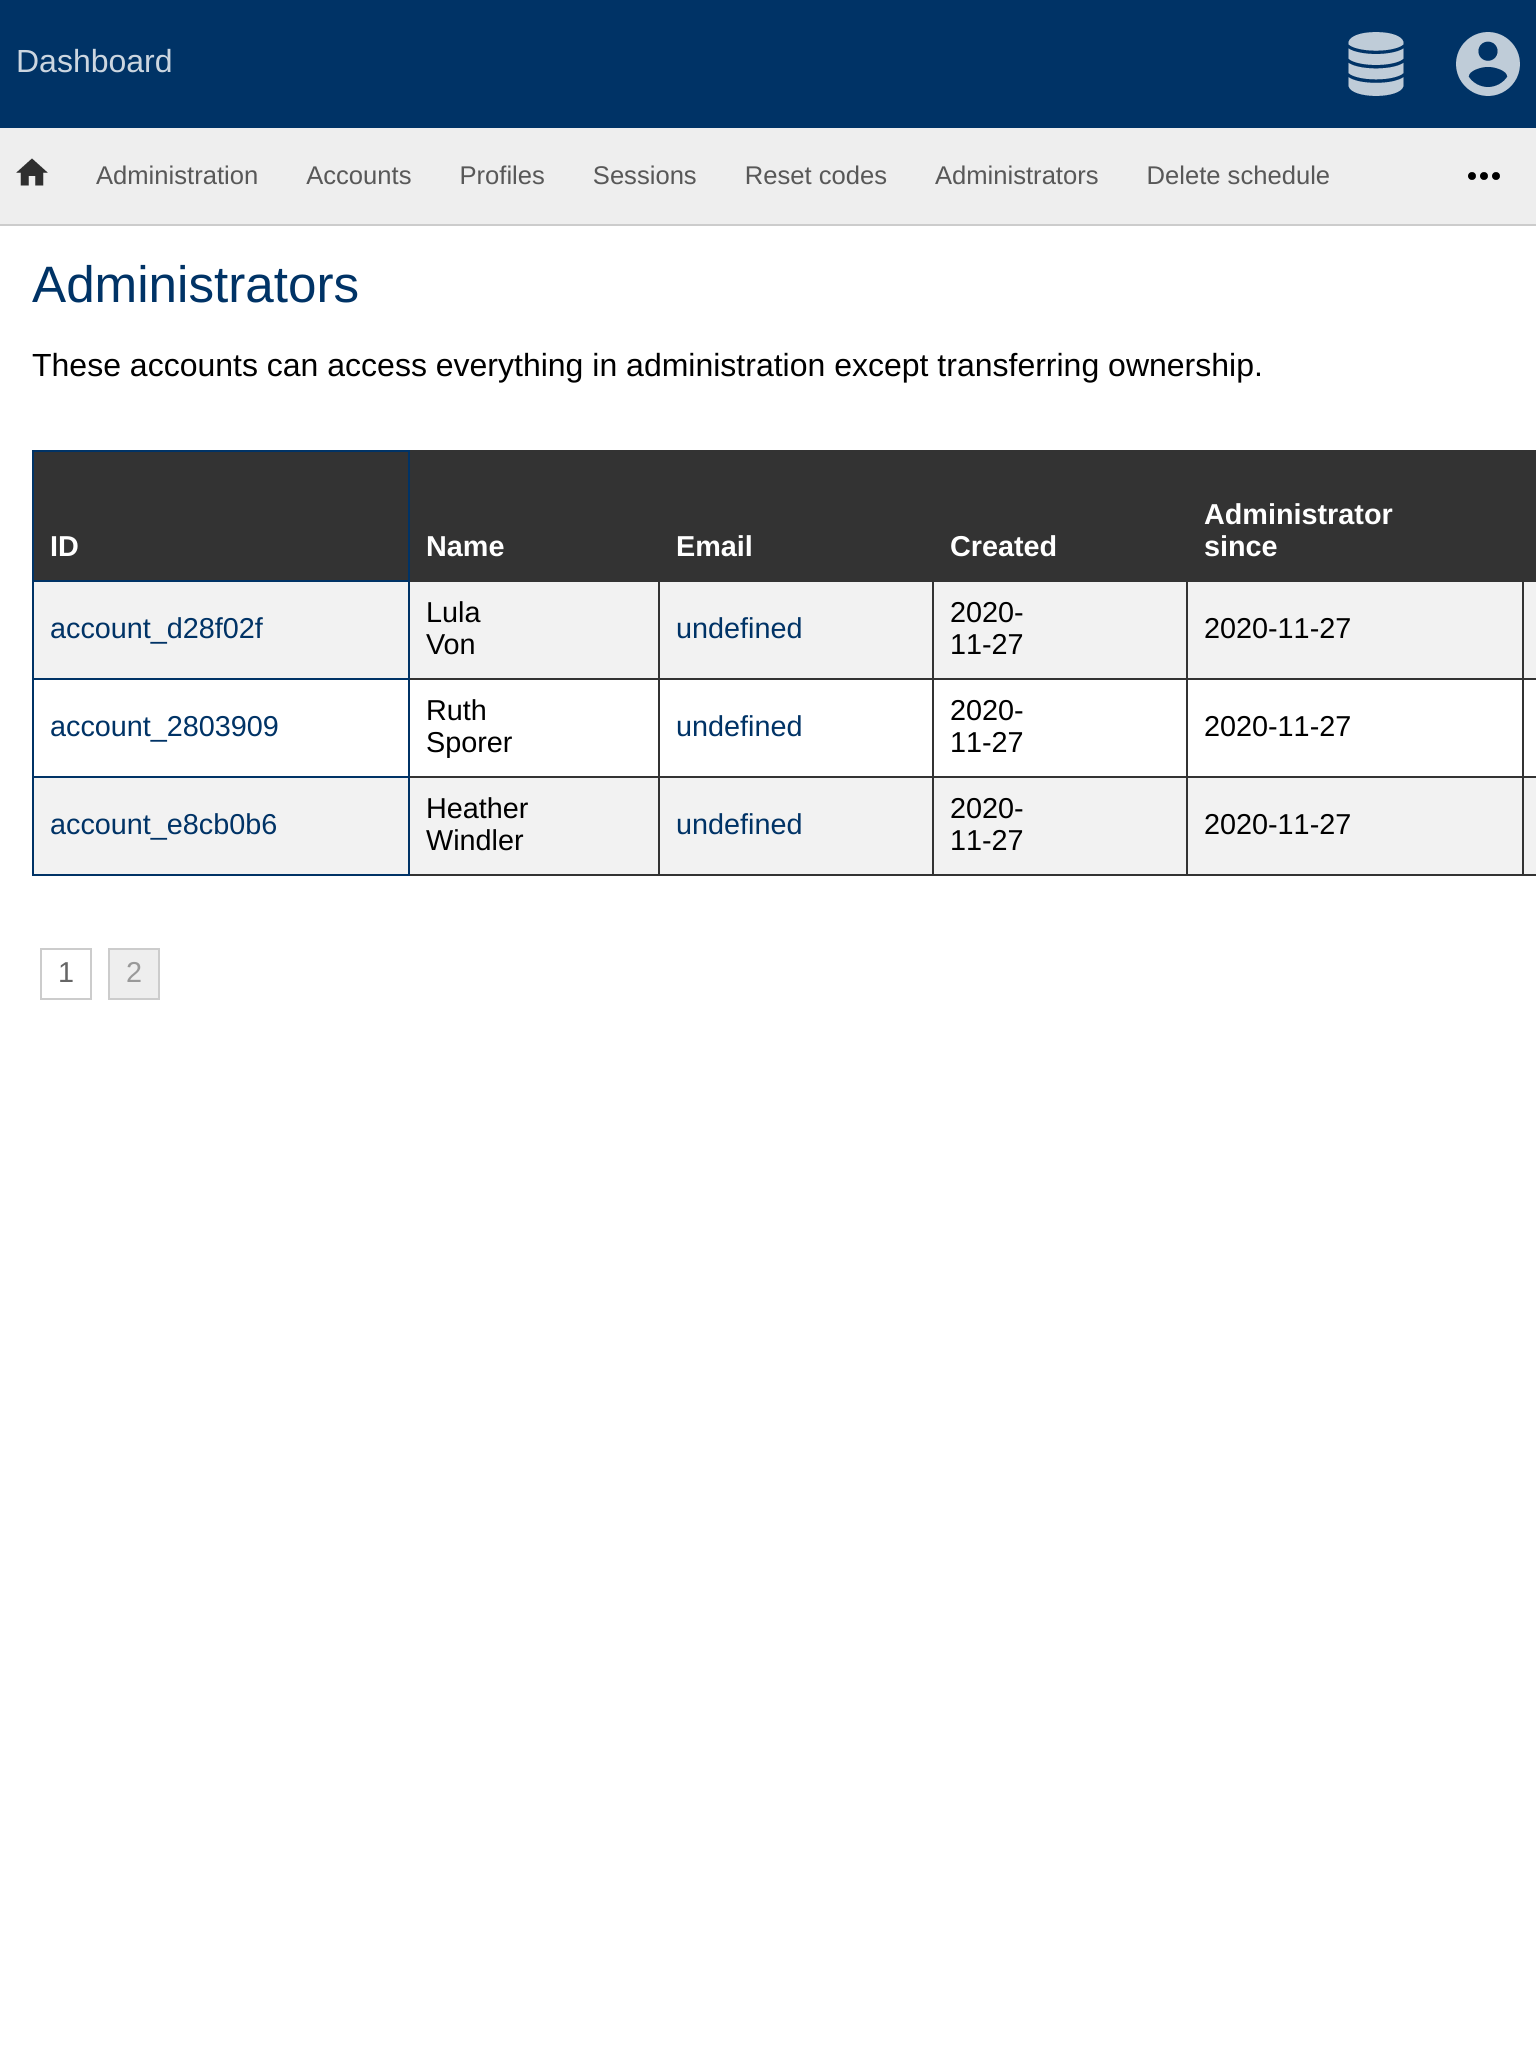 Dashboard
Administration Accounts Profiles Sessions Reset codes Administrators Delete schedule
Administrators
These accounts can access everything in administration except transferring ownership.
ID Name Email Created Administrator since
account_d28f02f Lula Von undefined 2020-11-27 2020-11-27
account_2803909 Ruth Sporer undefined 2020-11-27 2020-11-27
account_e8cb0b6 Heather Windler undefined 2020-11-27 2020-11-27
1 2